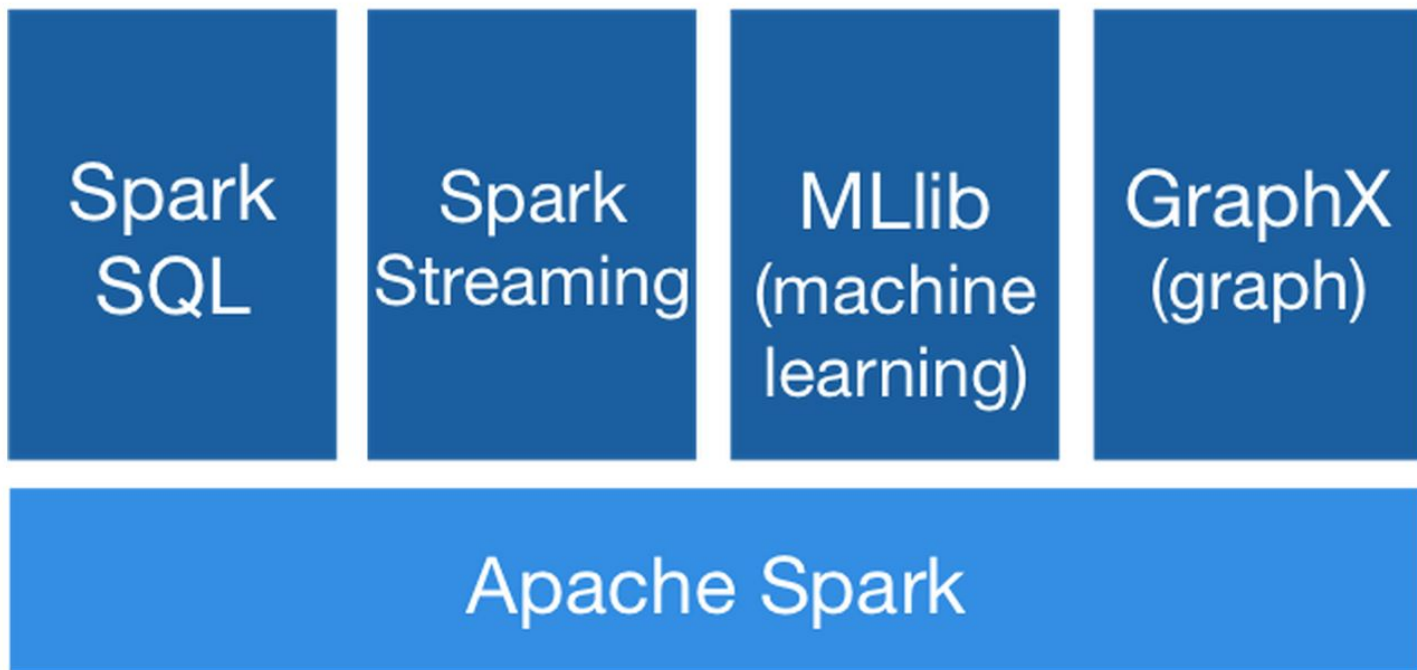 Spark
SQL
Spark
Streaming
MLlib
(machine
learning)
GraphX
(graph)
Apache Spark